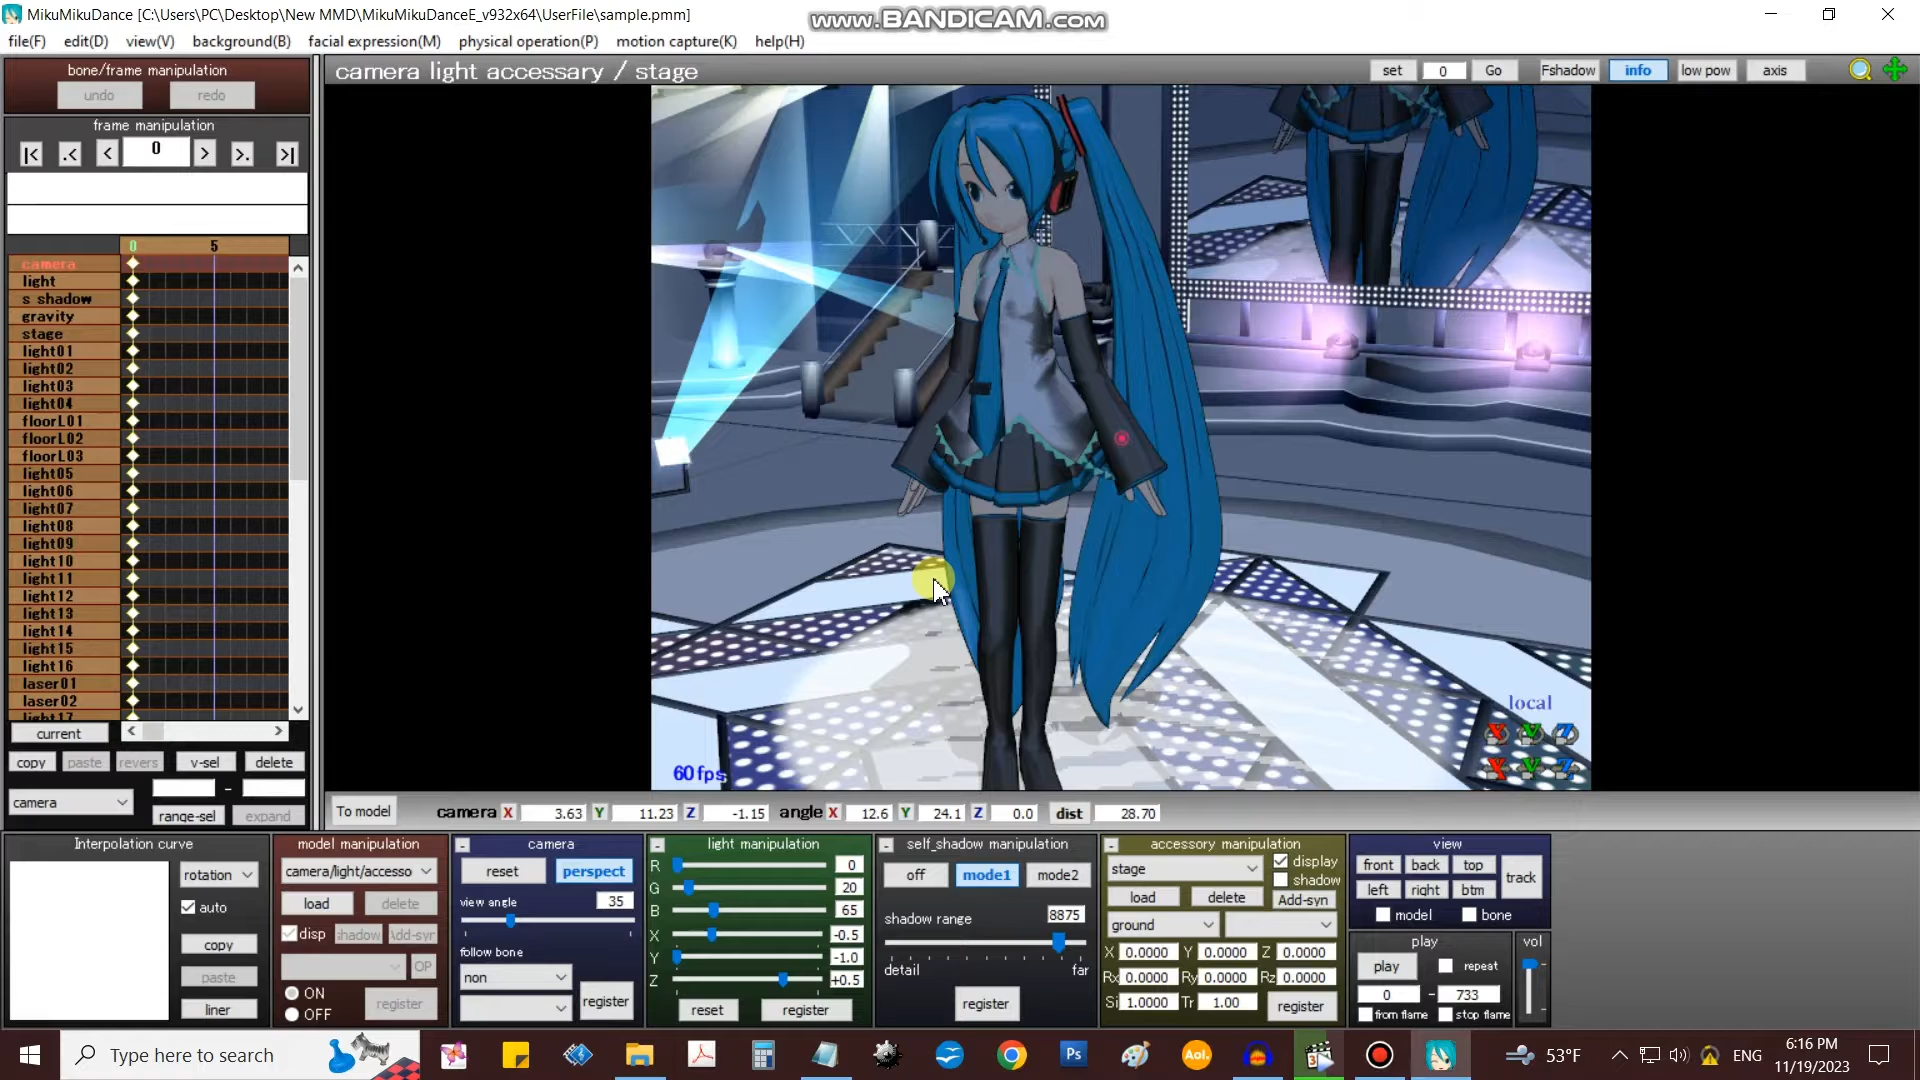 MikuMikuDance [C:\Users\PC\Desktop\New MMD\MikuMikuDanceE_v932x64\UserFile\sample.pmm]
www.BANDICAM.com
file(F) edit(D) view(V) background(B) facial expression(M) physical operation(P) motion capture(K) help(H)
bone/frame manipulation
undo redo
frame manipulation
|< .< < 0 > >. >|
camera light accessary / stage
set 0 Go Fshadow info low pow axis
0 5
camera
light
s shadow
gravity
stage
light01
light02
light03
light04
floorL01
floorL02
floorL03
light05
light06
light07
light08
light09
light10
light11
light12
light13
light14
light15
light16
laser01
laser02
light17
current
copy paste revers v-sel delete
camera -
range-sel expand
local
X Y Z
X Y Z
60fps
To model camera X 3.63 Y 11.23 Z -1.15 angle X 12.6 Y 24.1 Z 0.0 dist 28.70
Interpolation curve
rotation
auto
copy
paste
liner
model manipulation
camera/light/accesso
load delete
disp shadow Add-syn
OP
ON
OFF
register
- camera
reset perspect
view angle 35
follow bone
non
register
- light manipulation
R 0
G 20
B 65
X -0.5
Y -1.0
Z +0.5
reset register
- self_shadow manipulation
off mode1 mode2
shadow range 8875
detail far
register
- accessory manipulation
stage display
shadow
load delete Add-syn
ground
X 0.0000 Y 0.0000 Z 0.0000
Rx 0.0000 Ry 0.0000 Rz 0.0000
Si 1.0000 Tr 1.00 register
view
front back top
left right btm
track
model bone
play
play repeat
0 - 733
from flame stop flame
vol
Type here to search
Ps
Aol.
53°F
ENG
6:16 PM
11/19/2023